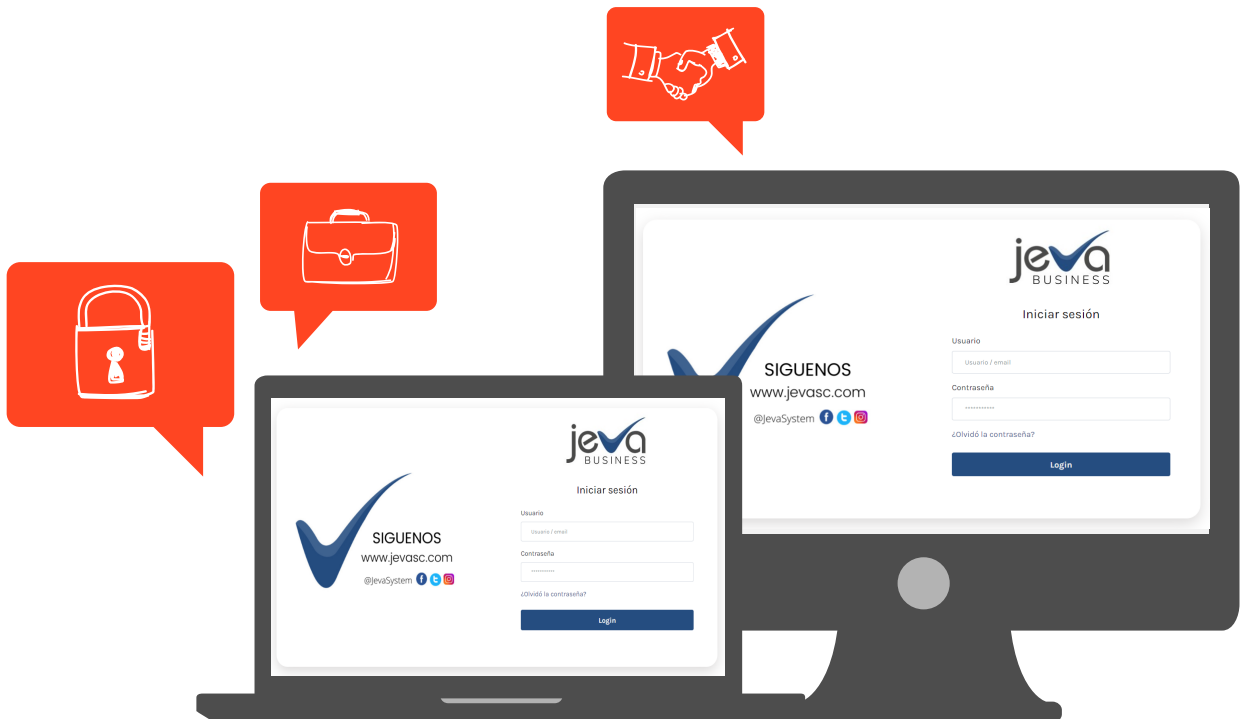 jeva
BUSINESS
Iniciar sesión
Usuario
Usuario / email
Contraseña
***********
¿Olvidó la contraseña?
Login
SIGUENOS
www.jevasc.com
@JevaSystem
jeva
BUSINESS
Iniciar sesión
Usuario
Usuario / email
Contraseña
***********
¿Olvidó la contraseña?
Login
SIGUENOS
www.jevasc.com
@JevaSystem